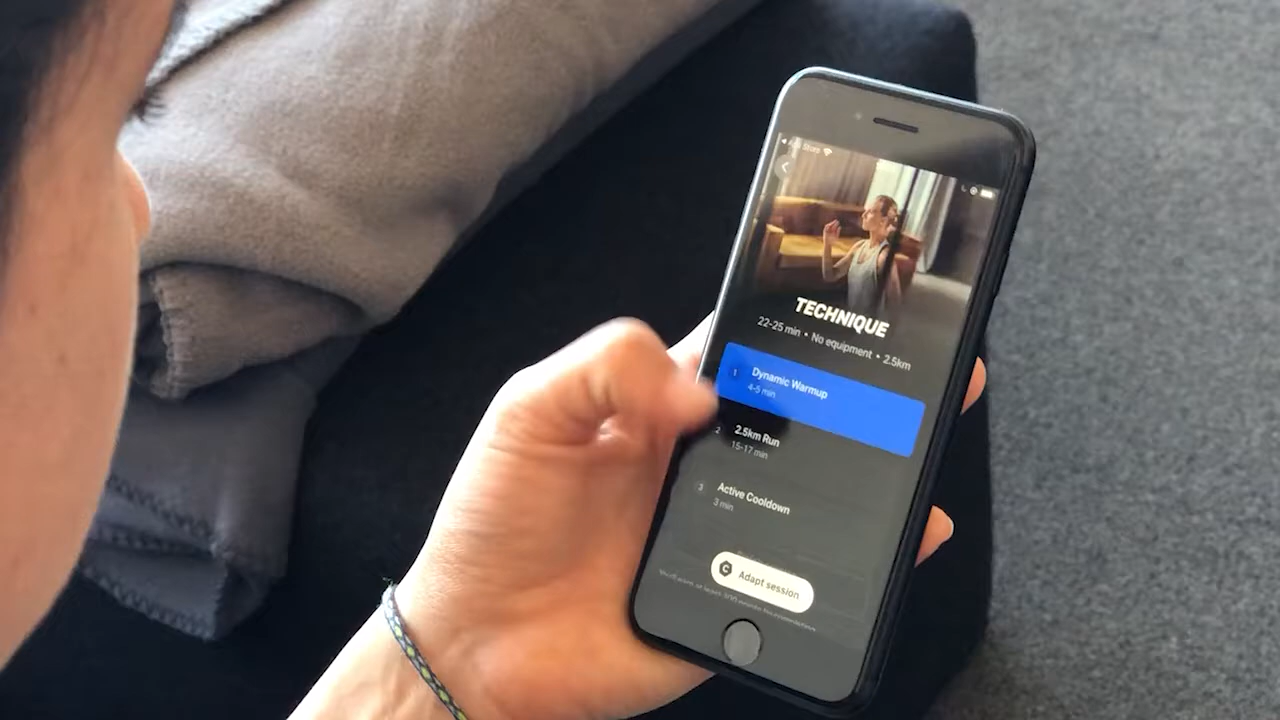 Store
TECHNIQUE
22-25 min • No equipment • 2.5km
1 Dynamic Warmup
4-5 min
2 2.5km Run
15-17 min
3 Active Cooldown
3 min
Adapt session